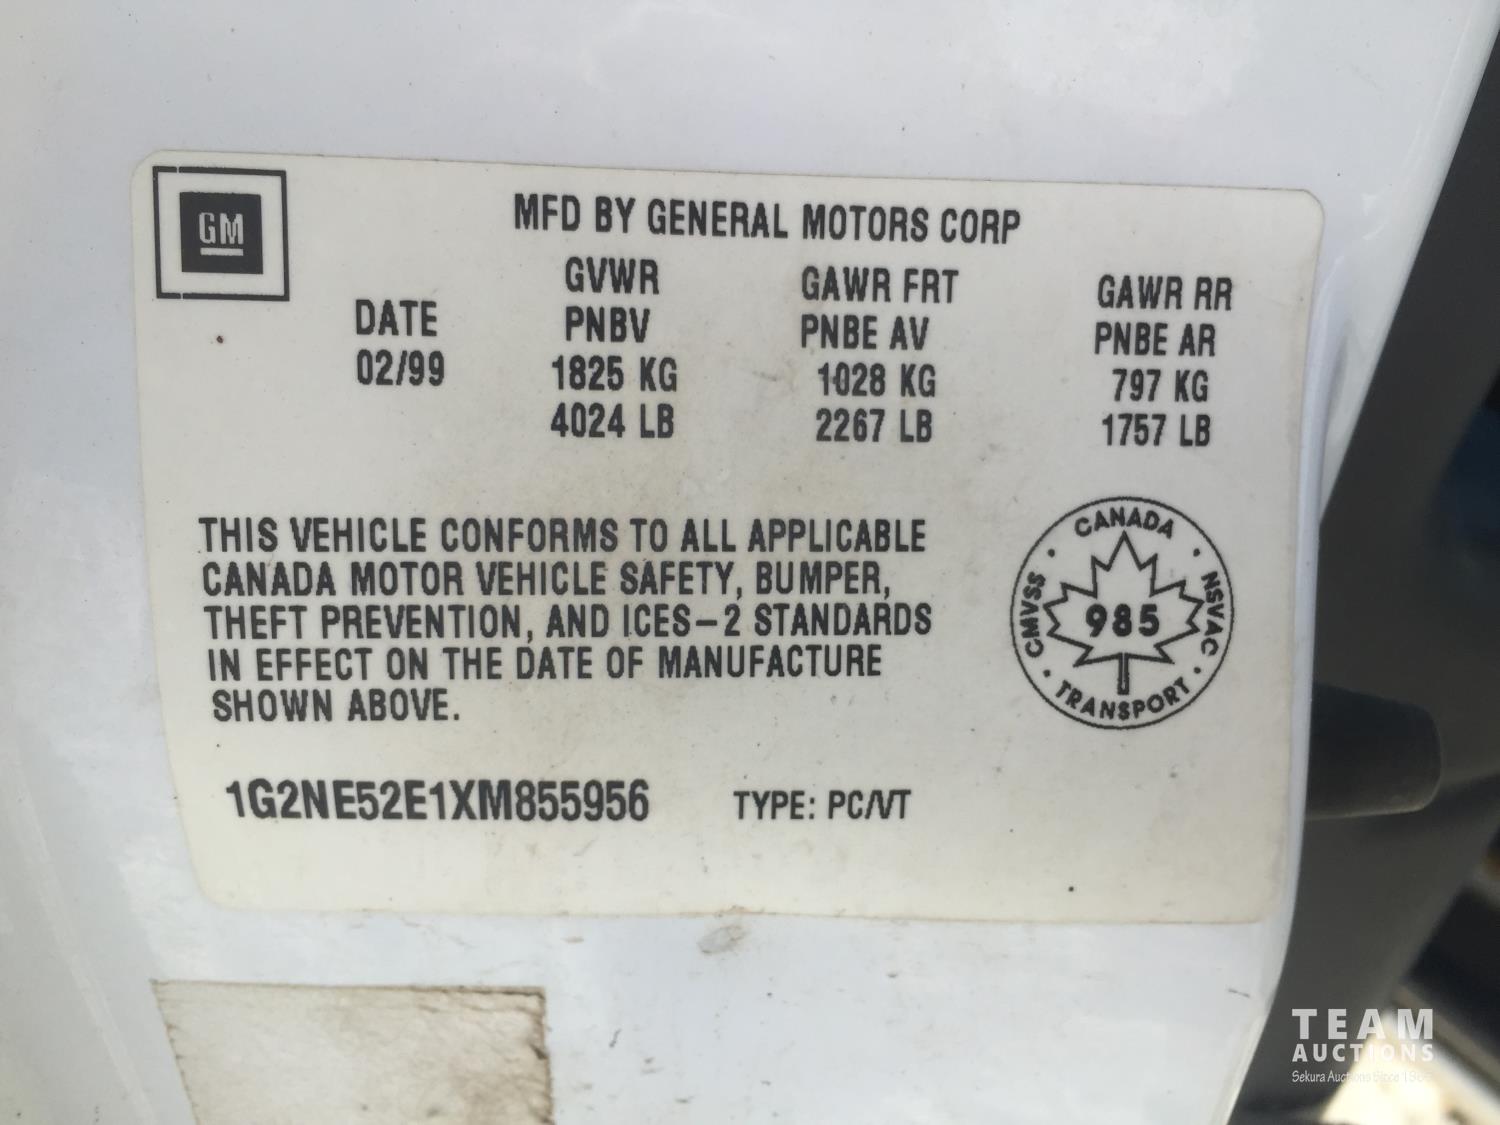 GM
MFD BY GENERAL MOTORS CORP
DATE
02/99
GVWR
PNBV
1825 KG
4024 LB
GAWR FRT
PNBE AV
1028 KG
2267 LB
GAWR RR
PNBE AR
797 KG
1757 LB
THIS VEHICLE CONFORMS TO ALL APPLICABLE
CANADA MOTOR VEHICLE SAFETY, BUMPER,
THEFT PREVENTION, AND ICES-2 STANDARDS
IN EFFECT ON THE DATE OF MANUFACTURE
SHOWN ABOVE.
CANADA
CMVSS
NSVAC
985
TRANSPORT
1G2NE52E1XM855956
TYPE: PC/VT
TEAM
AUCTIONS
Sekura Auctions Since